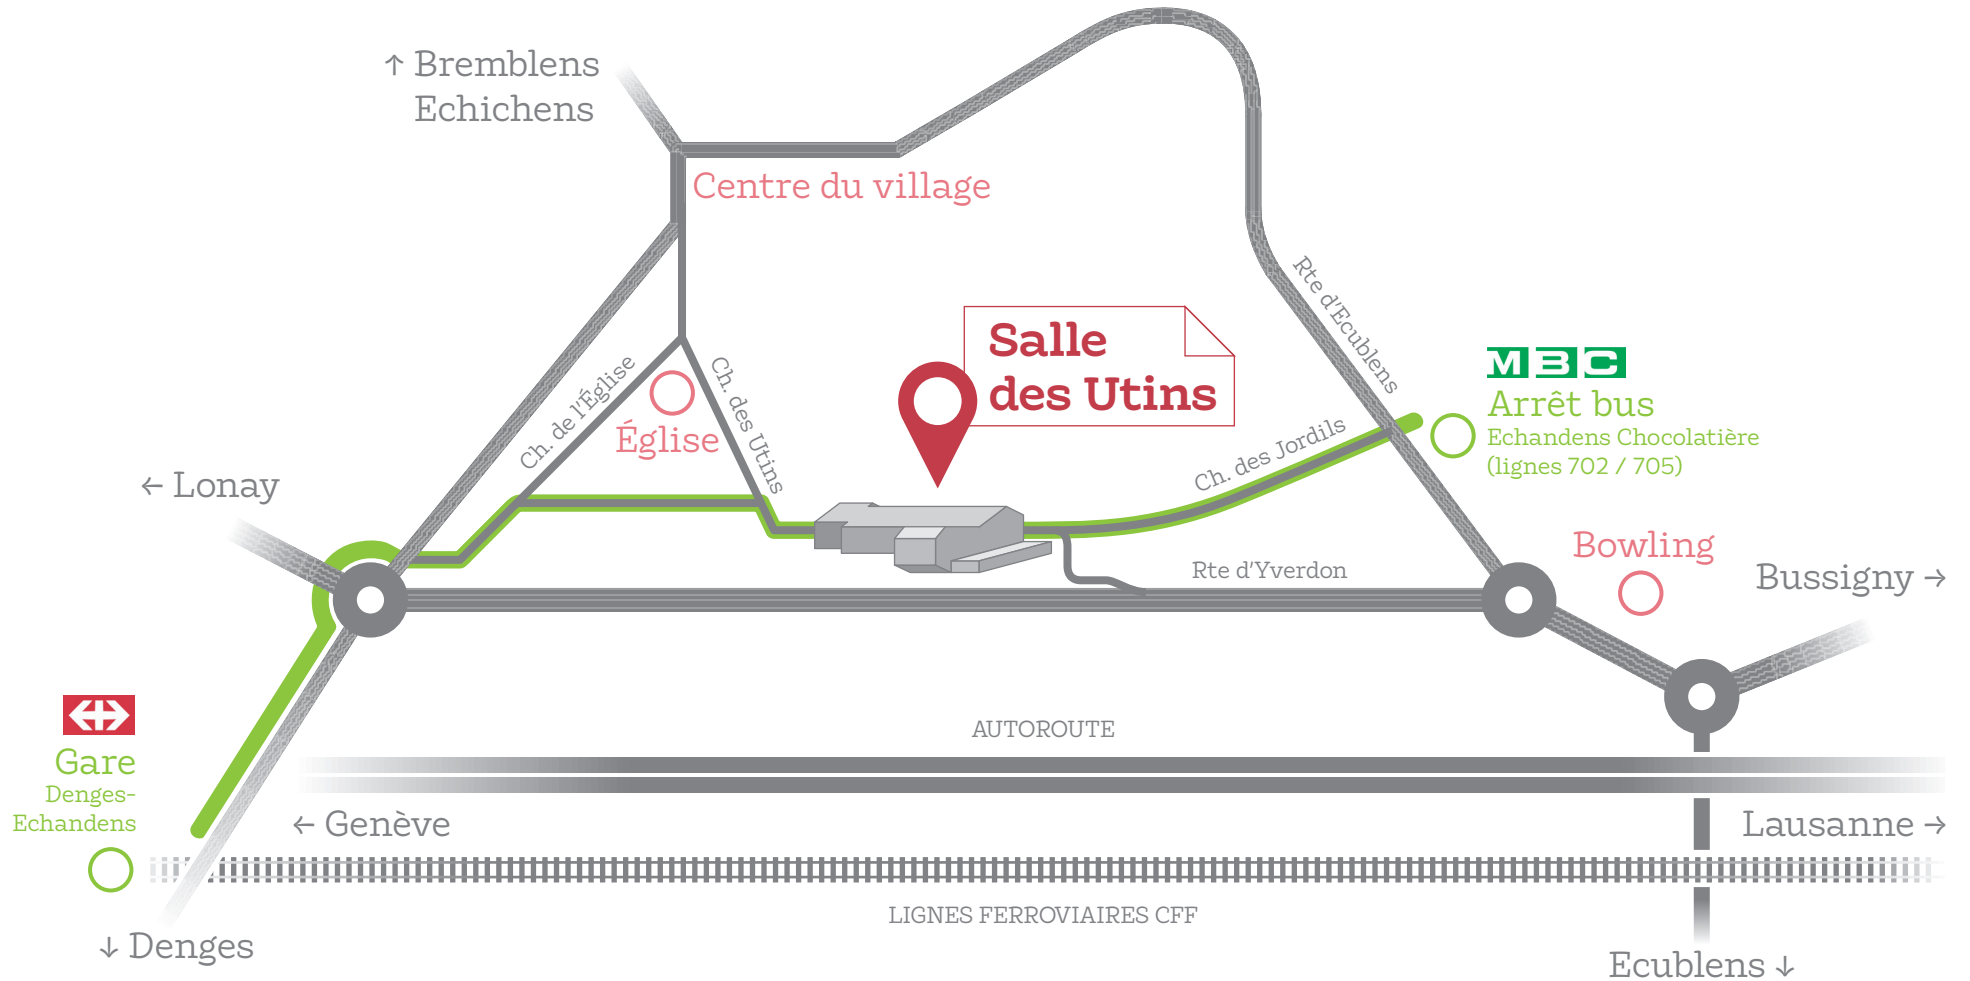 ↑ Bremblens
Echichens
Centre du village
Rte d'Ecublens
Salle
des Utins
MBC
Arrêt bus
Echandens Chocolatière
(lignes 702 / 705)
Ch. de l'Église
Église
Ch. des Utins
Ch. des Jordils
← Lonay
Bowling
Rte d'Yverdon
Bussigny →
AUTOROUTE
Gare
Denges-
Echandens
← Genève
Lausanne →
LIGNES FERROVIAIRES CFF
↓ Denges
Ecublens ↓